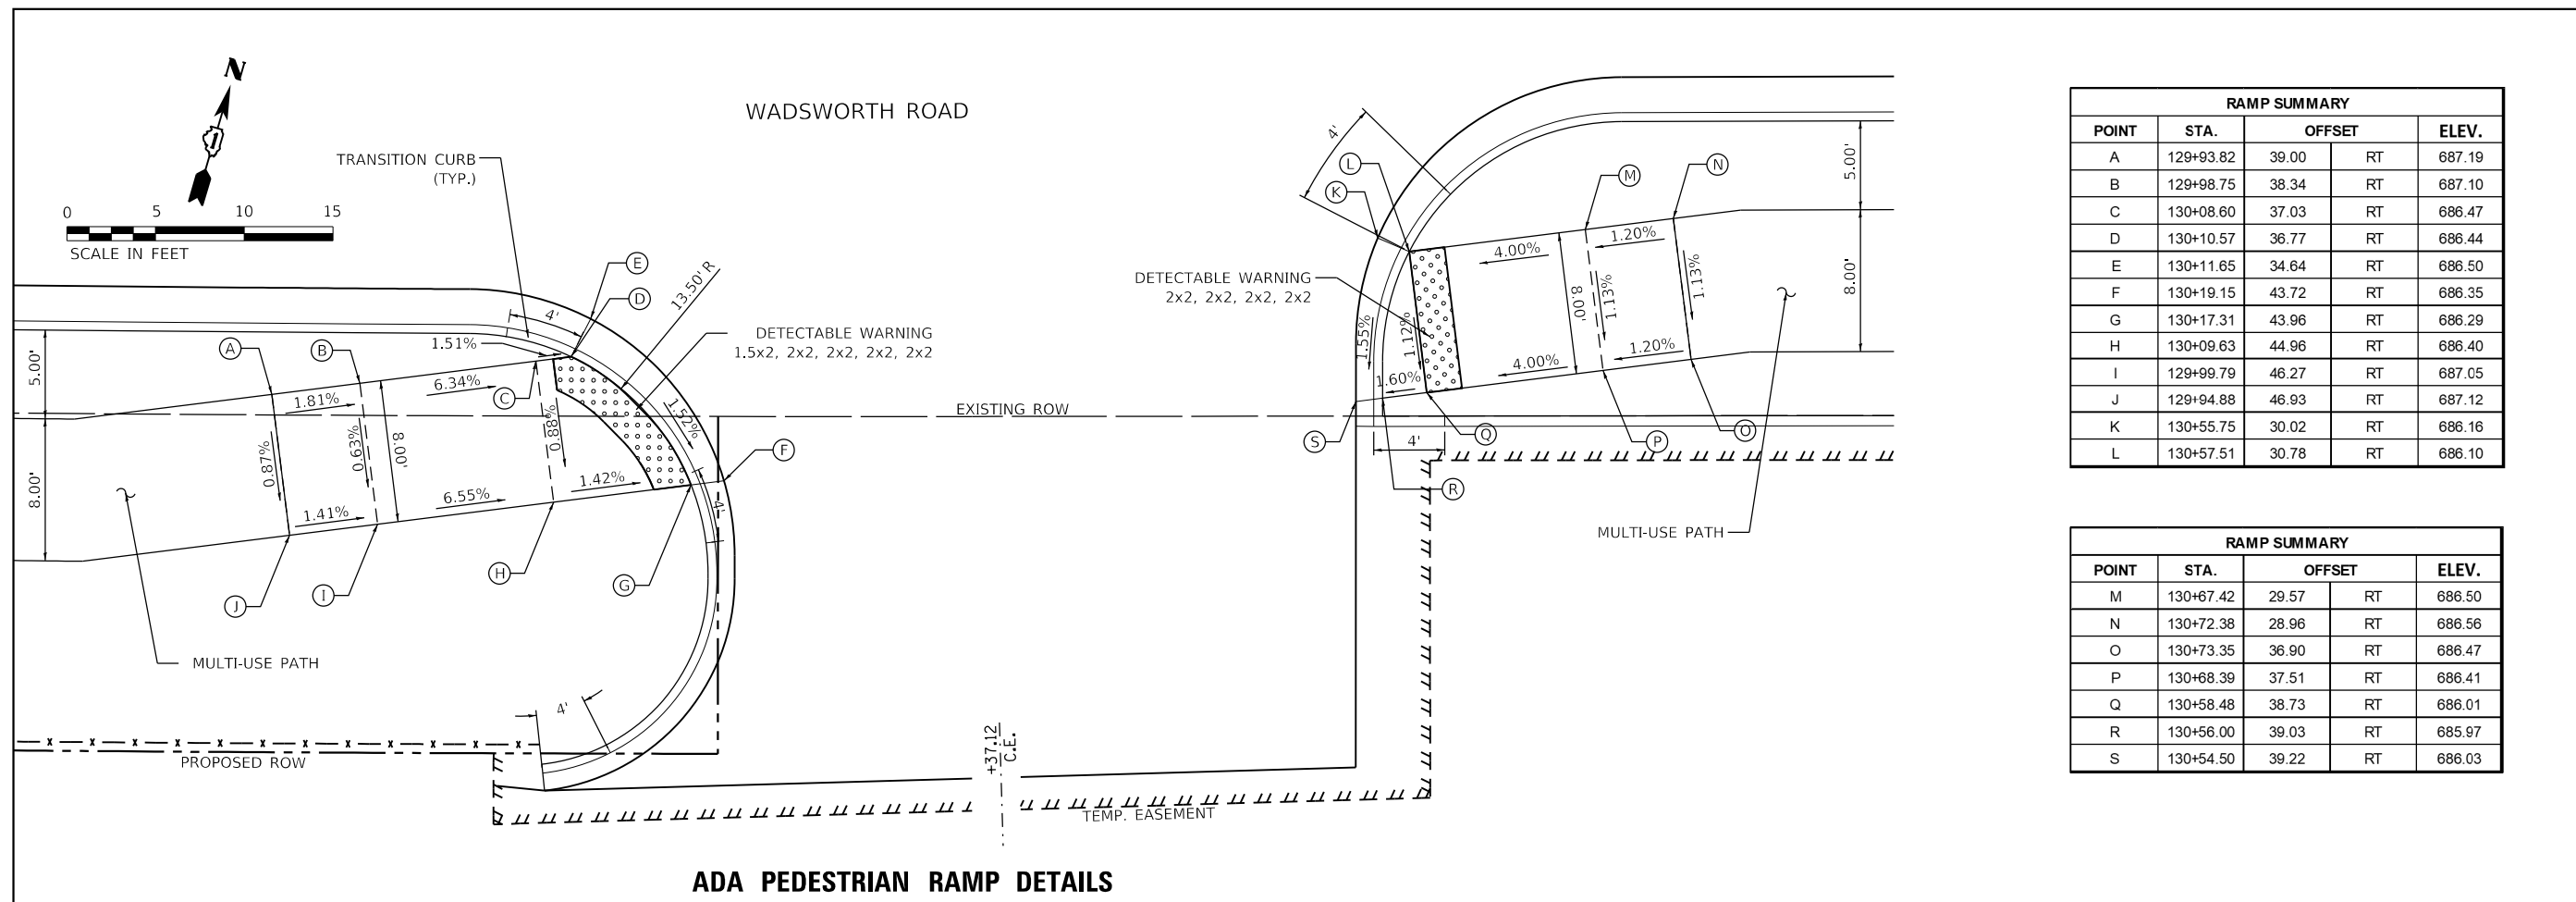 N
1
0 5 10 15
SCALE IN FEET
WADSWORTH ROAD
TRANSITION CURB
(TYP.)
E
D
13.50' R
4'
DETECTABLE WARNING
1.5x2, 2x2, 2x2, 2x2, 2x2
1.51%
A
B
C
5.00'
8.00'
1.81%
6.34%
0.87%
0.63%
8.00'
0.88%
1.52%
1.41%
6.55%
1.42%
F
4'
J
I
H
G
MULTI-USE PATH
4'
PROPOSED ROW
EXISTING ROW
+37.12
C.E.
TEMP. EASEMENT
4'
L
K
M
N
5.00'
8.00'
DETECTABLE WARNING
2x2, 2x2, 2x2, 2x2
4.00%
1.20%
1.13%
8.00'
1.13%
1.55%
1.12%
1.60%
4.00%
1.20%
S
4'
Q
P
O
R
MULTI-USE PATH
ADA PEDESTRIAN RAMP DETAILS
RAMP SUMMARY
POINT STA. OFFSET ELEV.
A 129+93.82 39.00 RT 687.19
B 129+98.75 38.34 RT 687.10
C 130+08.60 37.03 RT 686.47
D 130+10.57 36.77 RT 686.44
E 130+11.65 34.64 RT 686.50
F 130+19.15 43.72 RT 686.35
G 130+17.31 43.96 RT 686.29
H 130+09.63 44.96 RT 686.40
I 129+99.79 46.27 RT 687.05
J 129+94.88 46.93 RT 687.12
K 130+55.75 30.02 RT 686.16
L 130+57.51 30.78 RT 686.10
RAMP SUMMARY
POINT STA. OFFSET ELEV.
M 130+67.42 29.57 RT 686.50
N 130+72.38 28.96 RT 686.56
O 130+73.35 36.90 RT 686.47
P 130+68.39 37.51 RT 686.41
Q 130+58.48 38.73 RT 686.01
R 130+56.00 39.03 RT 685.97
S 130+54.50 39.22 RT 686.03